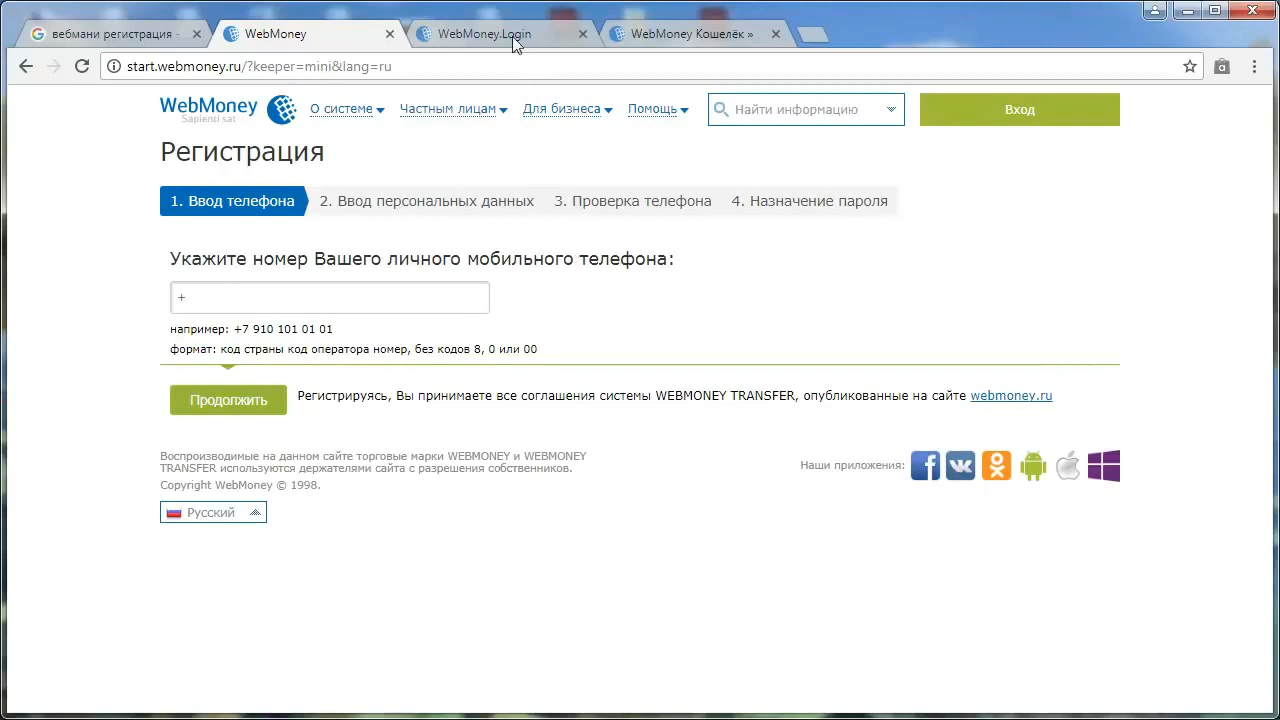 вебмани регистрация -
WebMoney
WebMoney.Login
WebMoney Кошелёк »
start.webmoney.ru/?keeper=mini&lang=ru
a
WebMoney
Sapienti sat
О системе
Частным лицам
Для бизнеса
Помощь
Найти информацию
Вход
Регистрация
1. Ввод телефона
2. Ввод персональных данных
3. Проверка телефона
4. Назначение пароля
Укажите номер Вашего личного мобильного телефона:
+
например: +7 910 101 01 01
формат: код страны код оператора номер, без кодов 8, 0 или 00
Продолжить
Регистрируясь, Вы принимаете все соглашения системы WEBMONEY TRANSFER, опубликованные на сайте webmoney.ru
Воспроизводимые на данном сайте торговые марки WEBMONEY и WEBMONEY
TRANSFER используются держателями сайта с разрешения собственников.
Copyright WebMoney © 1998.
Наши приложения:
Русский